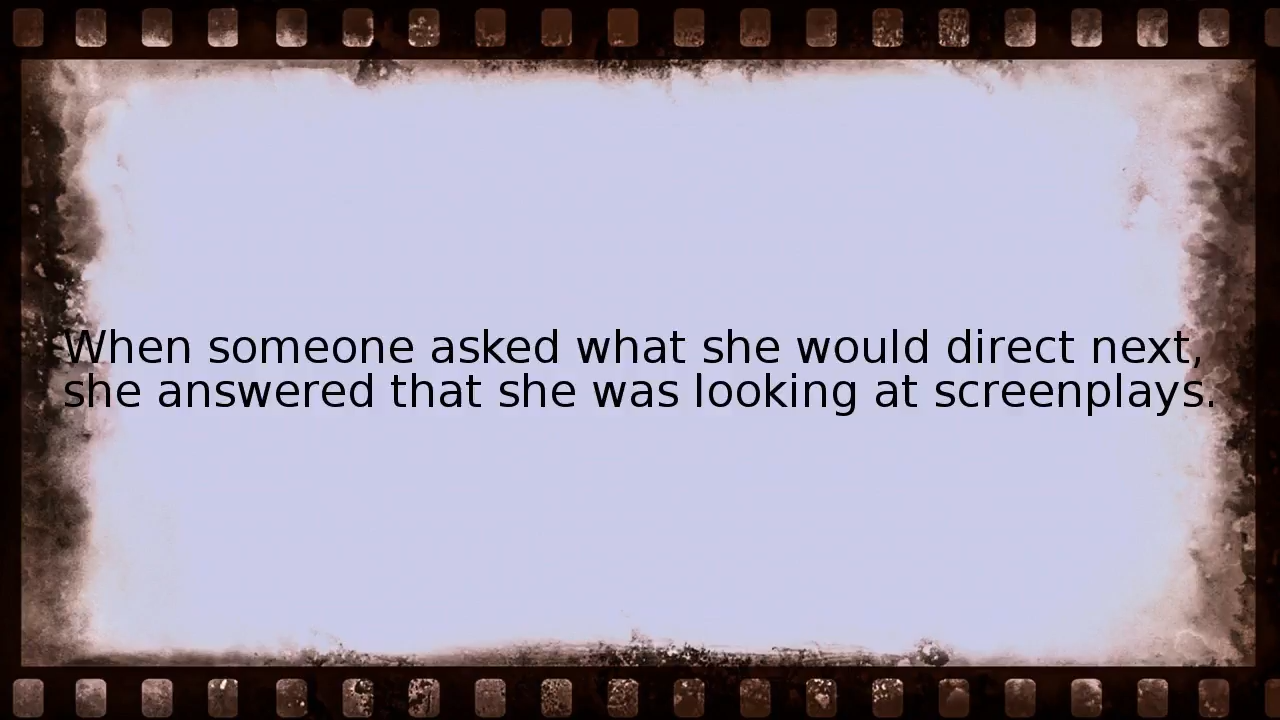 When someone asked what she would direct next,
she answered that she was looking at screenplays.